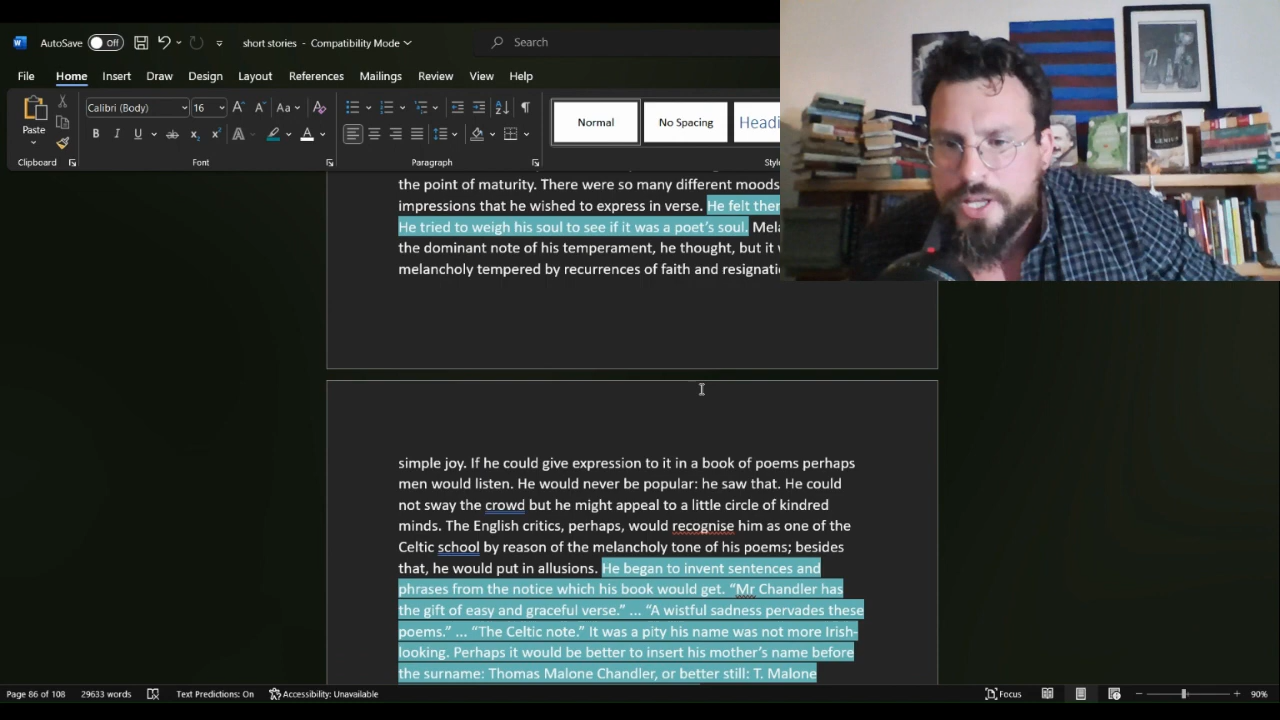 AutoSave Off short stories - Compatibility Mode Search
File Home Insert Draw Design Layout References Mailings Review View Help
Paste Calibri (Body) 16 Aa Normal No Spacing Headi
B I U ab x₂ x² A A
Clipboard Font Paragraph Style
the point of maturity. There were so many different moods
impressions that he wished to express in verse. He felt them
He tried to weigh his soul to see if it was a poet's soul.
the dominant note of his temperament, he thought, but it
melancholy tempered by recurrences of faith and
simple joy. If he could give expression to it in a book of poems perhaps
men would listen. He would never be popular: he saw that. He could
not sway the crowd but he might appeal to a little circle of kindred
minds. The English critics, perhaps, would recognise him as one of the
Celtic school by reason of the melancholy tone of his poems; besides
that, he would put in allusions. He began to invent sentences and
phrases from the notice which his book would get. “Mr Chandler has
the gift of easy and graceful verse.” ... “A wistful sadness pervades these
poems.” ... “The Celtic note.” It was a pity his name was not more Irish-
looking. Perhaps it would be better to insert his mother’s name before
the surname: Thomas Malone Chandler, or better still: T. Malone
Page 86 of 108 29633 words Text Predictions: On Accessibility: Unavailable Focus 90%